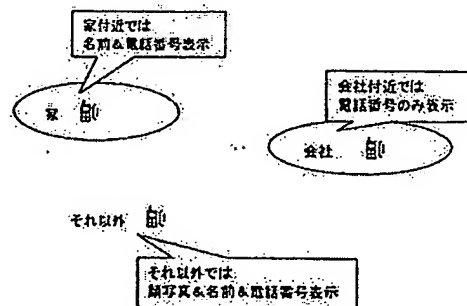 家付近では
名前&電話番号表示
家
会社付近では
電話番号のみ表示
会社
それ以外
それ以外では
顔写真&名前&電話番号表示